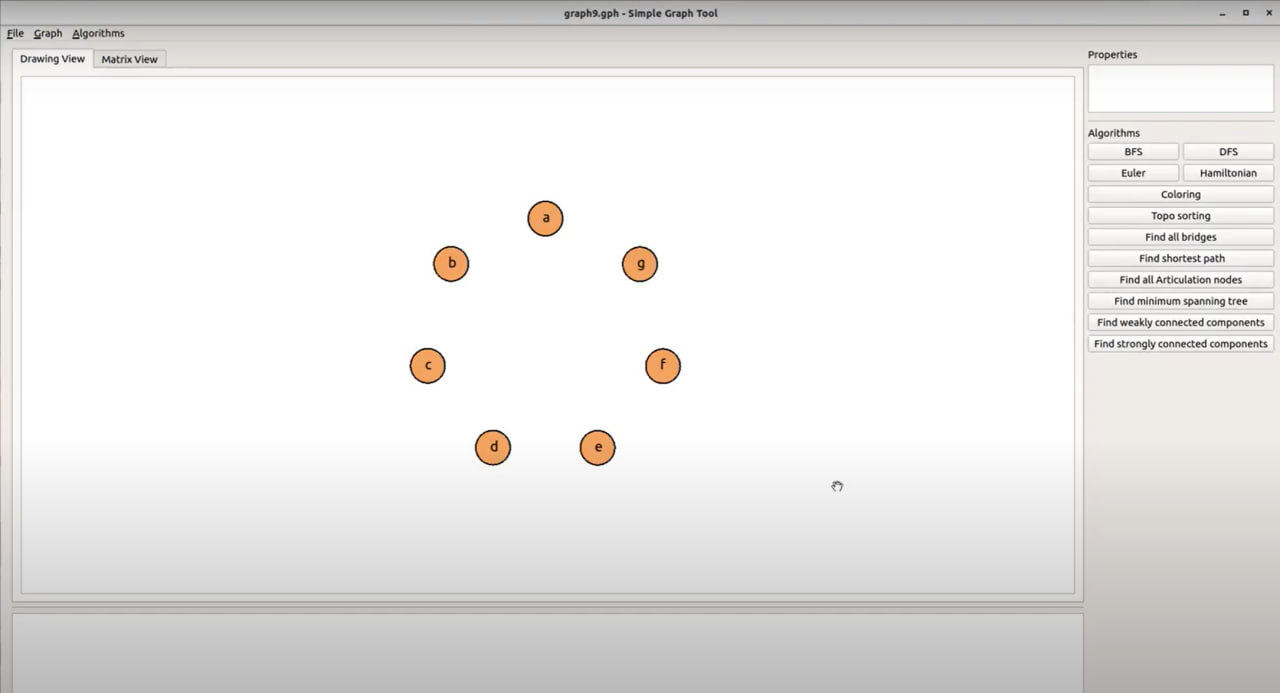 graph9.gph - Simple Graph Tool
File Graph Algorithms
Drawing View Matrix View
a
b
g
c
f
d
e
Properties
Algorithms
BFS DFS
Euler Hamiltonian
Coloring
Topo sorting
Find all bridges
Find shortest path
Find all Articulation nodes
Find minimum spanning tree
Find weakly connected components
Find strongly connected components